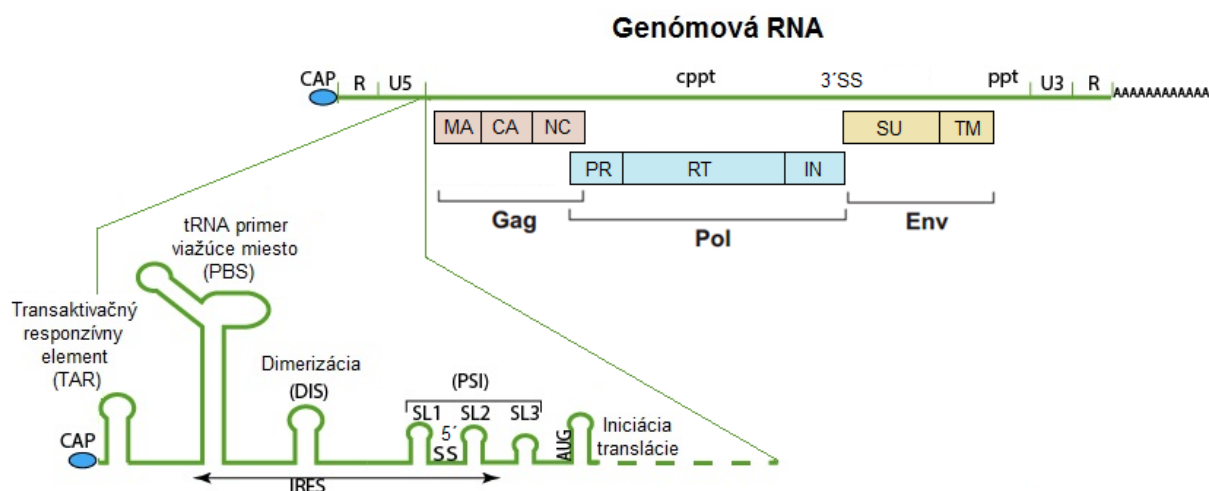 Genómová RNA
CAP R U5 cppt 3´SS ppt U3 R AAAAAAAAAAAA
MA CA NC SU TM
PR RT IN
Gag Pol Env
tRNA primer
viažúce miesto
(PBS)
Transaktivačný
responzívny
element
(TAR)
Dimerizácia
(DIS)
(PSI)
SL1 SL2 SL3
5´
SS
AUG
Iniciácia
translácie
CAP
IRES